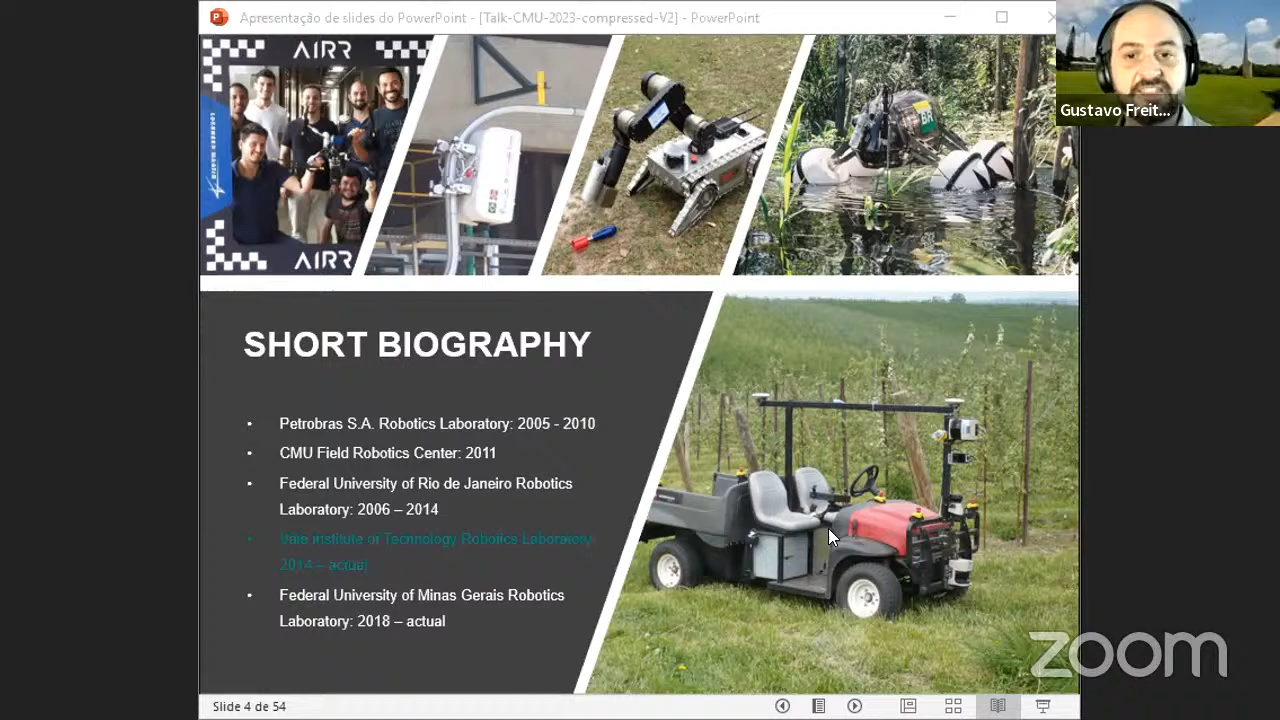 Apresentação de slides do PowerPoint - [Talk-CMU-2023-compressed-V2] - PowerPoint
AIRR
LOCKHEED MARTIN
AIRR
BR
Gustavo Freit...
SHORT BIOGRAPHY
• Petrobras S.A. Robotics Laboratory: 2005 - 2010
• CMU Field Robotics Center: 2011
• Federal University of Rio de Janeiro Robotics
Laboratory: 2006 – 2014
• Vale Institute of Technology Robotics Laboratory
2014 – actual
• Federal University of Minas Gerais Robotics
Laboratory: 2018 – actual
zoom
Slide 4 de 54